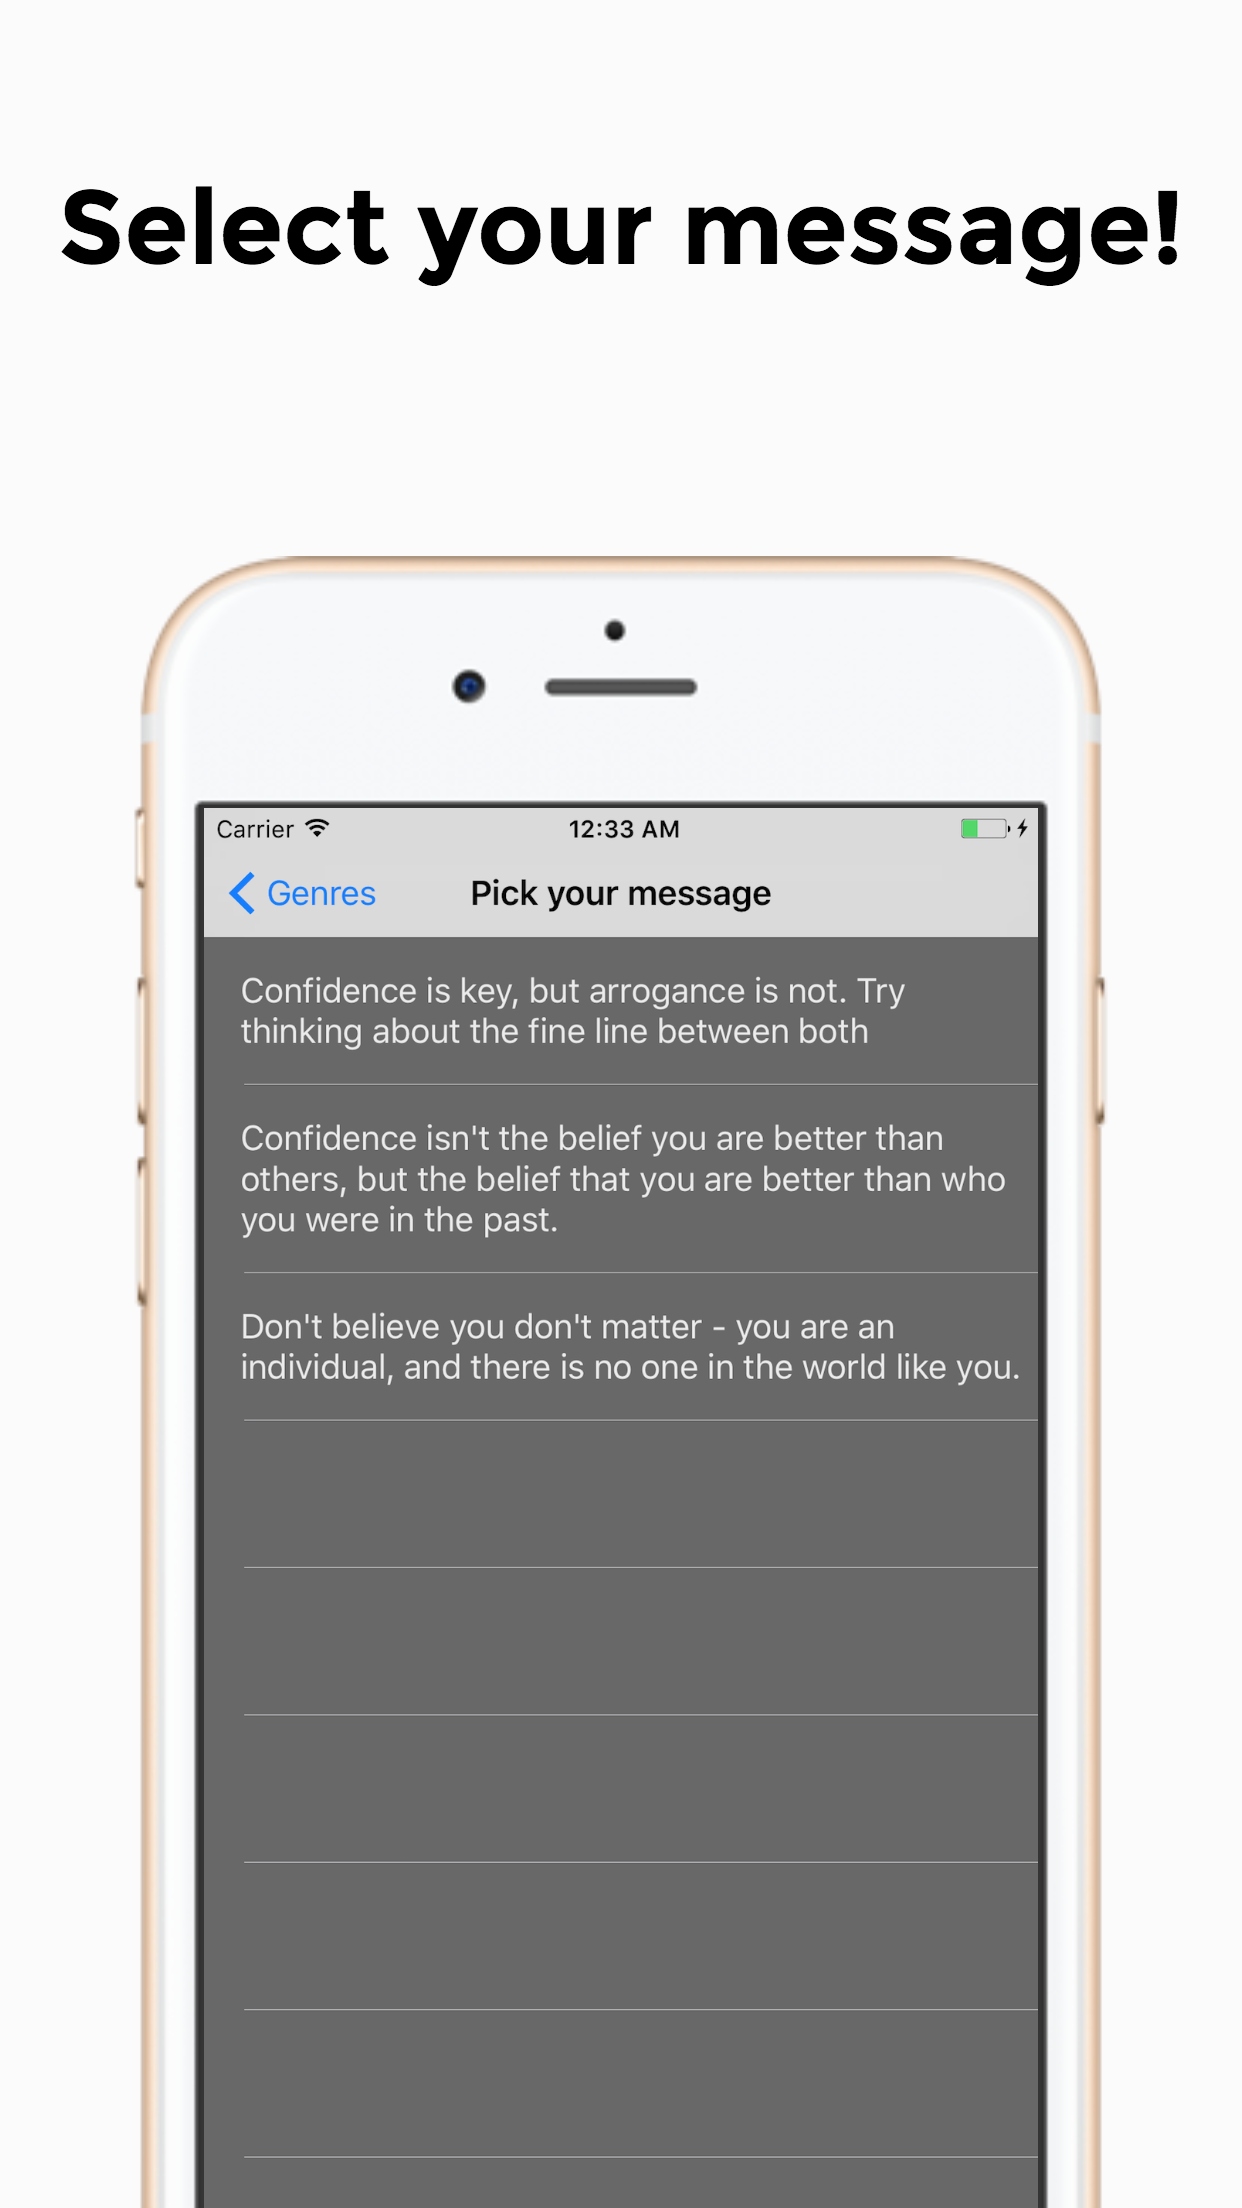 Select your message!
Carrier 12:33 AM
Genres Pick your message
Confidence is key, but arrogance is not. Try
thinking about the fine line between both
Confidence isn't the belief you are better than
others, but the belief that you are better than who
you were in the past.
Don't believe you don't matter - you are an
individual, and there is no one in the world like you.